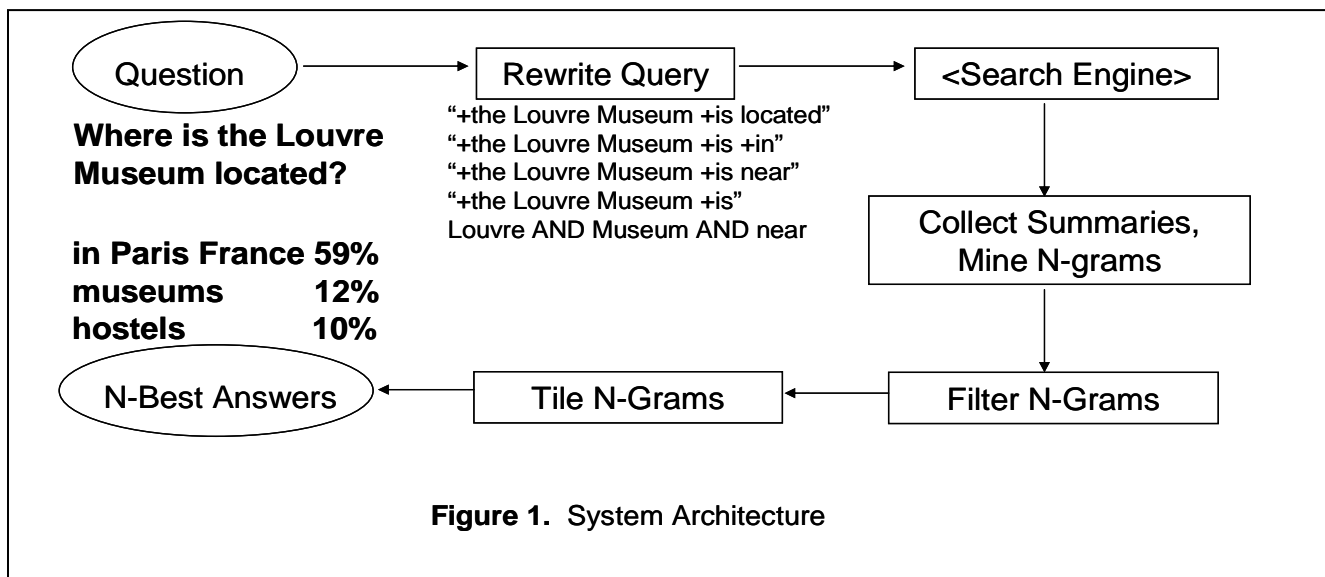 Question
Rewrite Query
<Search Engine>
Where is the Louvre
Museum located?
“+the Louvre Museum +is located”
“+the Louvre Museum +is +in”
“+the Louvre Museum +is near”
“+the Louvre Museum +is”
Louvre AND Museum AND near
Collect Summaries,
Mine N-grams
in Paris France 59%
museums 12%
hostels 10%
N-Best Answers
Tile N-Grams
Filter N-Grams
Figure 1. System Architecture